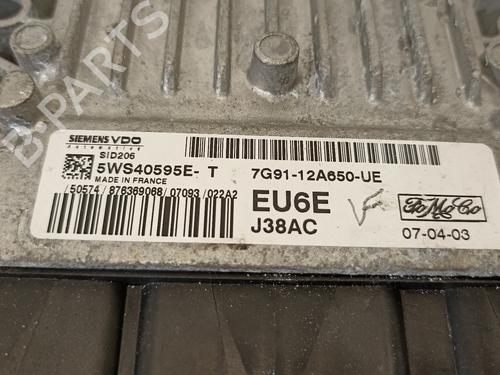 SIEMENS VDO
Automotive
SID206
5WS40595E- T
MADE IN FRANCE
/50574 / 876369068 /07093 /022A2
7G91-12A650-UE
EU6E
J38AC
FoMoCo
07-04-03
B-PARTS